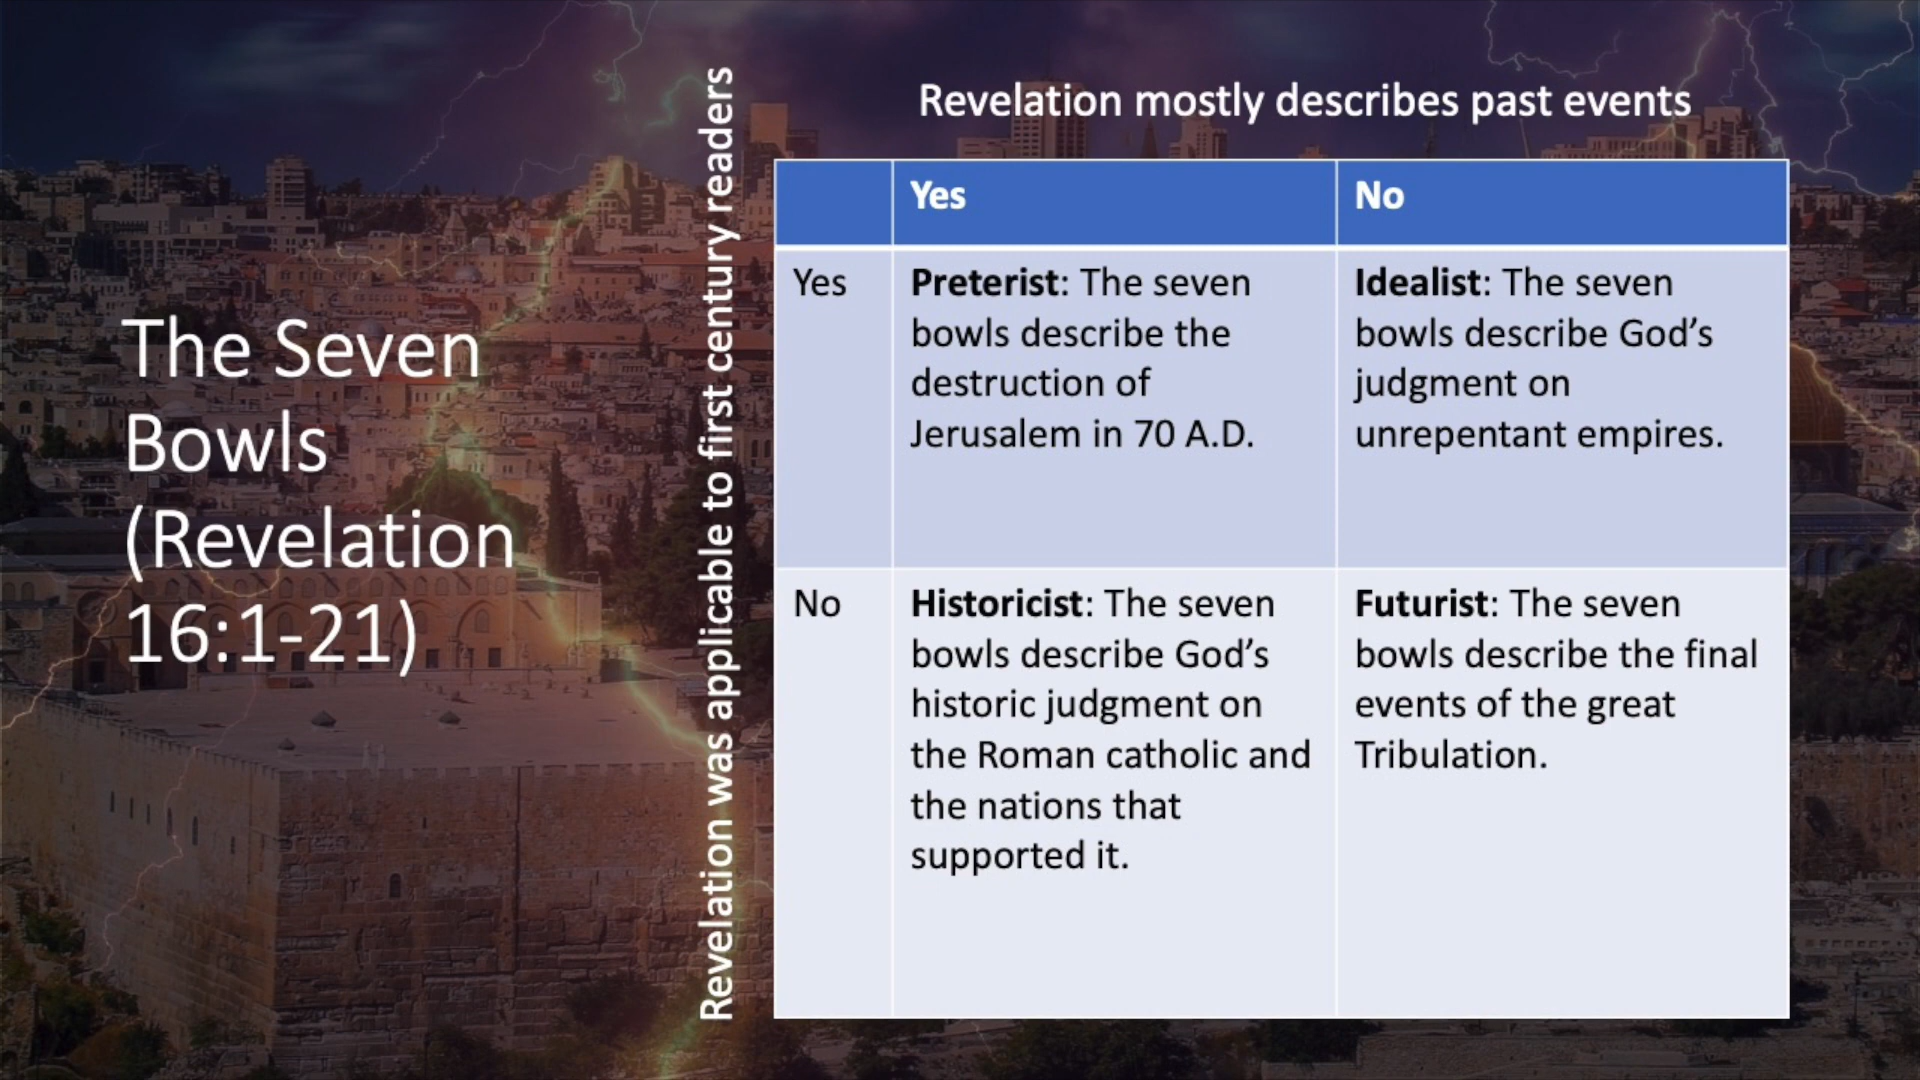 The Seven
Bowls
(Revelation
16:1-21)
Revelation was applicable to first century readers
Revelation mostly describes past events
Yes
No
Yes
Preterist: The seven
bowls describe the
destruction of
Jerusalem in 70 A.D.
Idealist: The seven
bowls describe God’s
judgment on
unrepentant empires.
No
Historicist: The seven
bowls describe God’s
historic judgment on
the Roman catholic and
the nations that
supported it.
Futurist: The seven
bowls describe the final
events of the great
Tribulation.